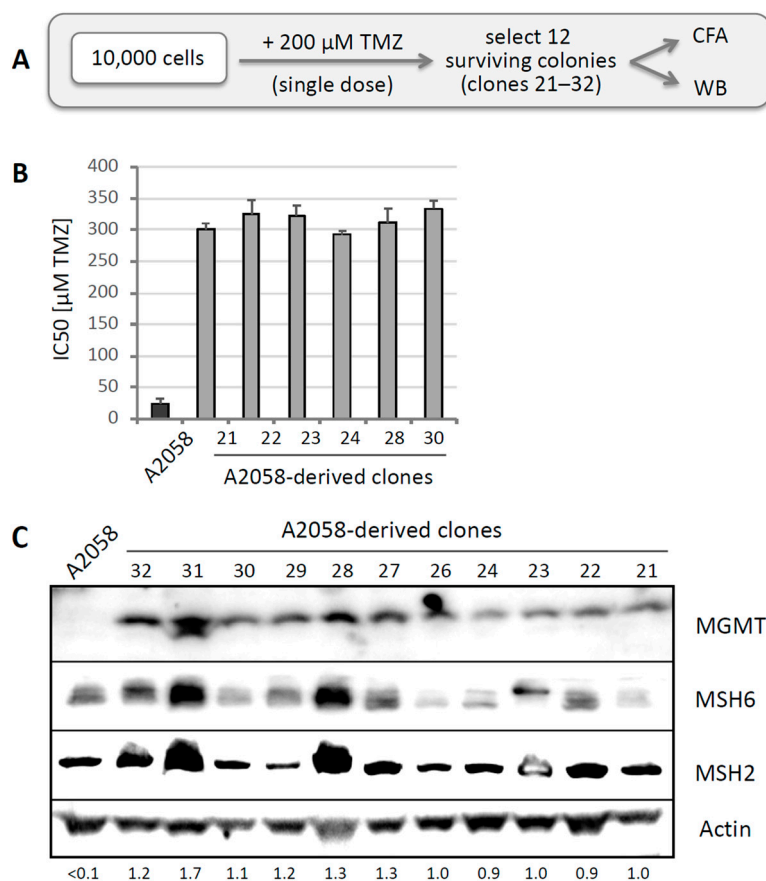 A
10,000 cells
+ 200 µM TMZ
(single dose)
select 12
surviving colonies
(clones 21–32)
CFA
WB
B
IC50 [µM TMZ]
400
350
300
250
200
150
100
50
0
A2058
21 22 23 24 28 30
A2058-derived clones
C
A2058
A2058-derived clones
32 31 30 29 28 27 26 24 23 22 21
MGMT
MSH6
MSH2
Actin
<0.1 1.2 1.7 1.1 1.2 1.3 1.3 1.0 0.9 1.0 0.9 1.0